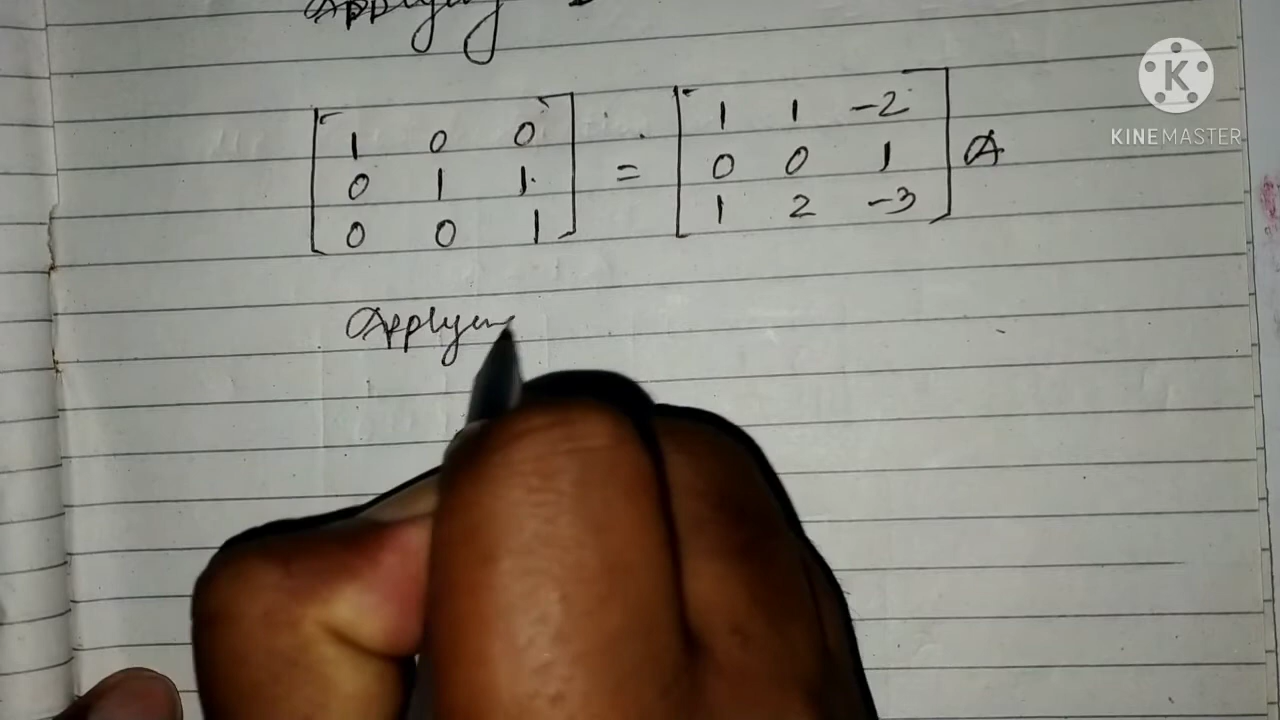 Applying
1 0 0 1 1 -2
0 1 1 = 0 0 1 A
0 0 1 1 2 -3
Applyin
K
KINEMASTER